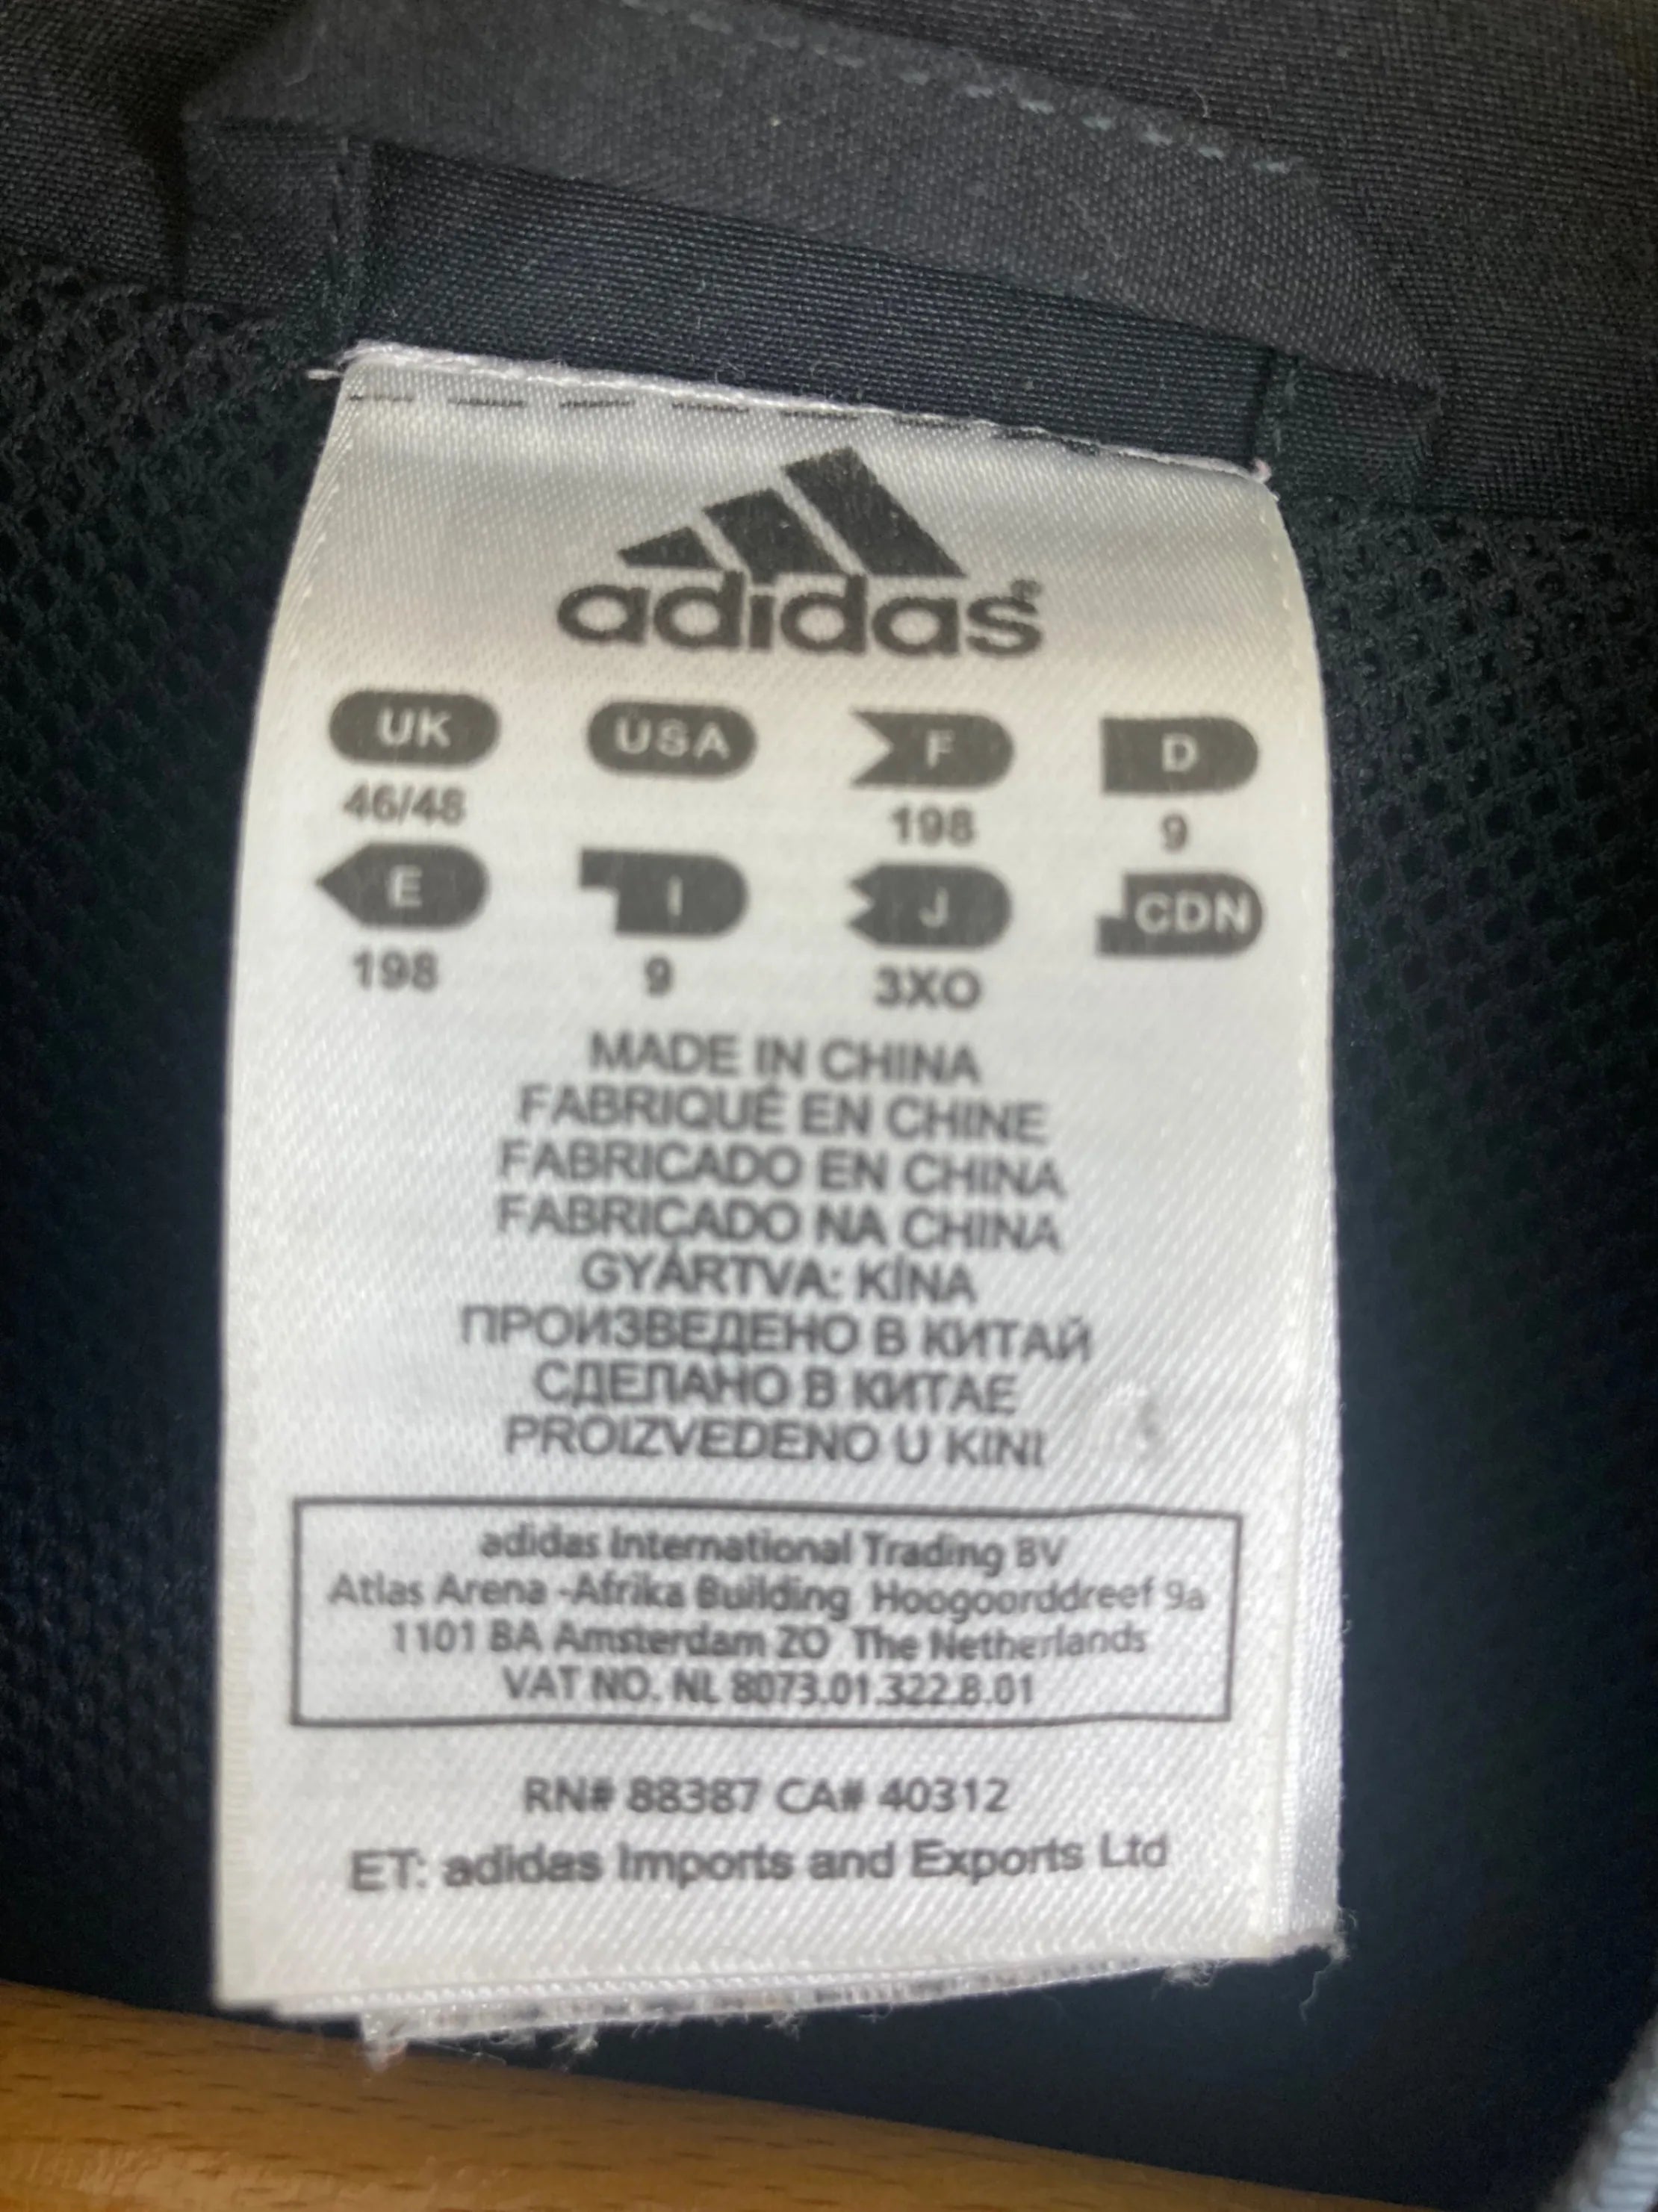 adidas®
UK USA F D
46/48 198 9
E I J CDN
198 9 3XO
MADE IN CHINA
FABRIQUÉ EN CHINE
FABRICADO EN CHINA
FABRICADO NA CHINA
GYÁRTVA: KÍNA
ПРОИЗВЕДЕНО В КИТАЙ
СДЕЛАНО В КИТАЕ
PROIZVEDENO U KINI
adidas International Trading BV
Atlas Arena -Afrika Building Hoogoorddreef 9a
1101 BA Amsterdam ZO The Netherlands
VAT NO. NL 8073.01.322.B.01
RN# 88387 CA# 40312
ET: adidas Imports and Exports Ltd